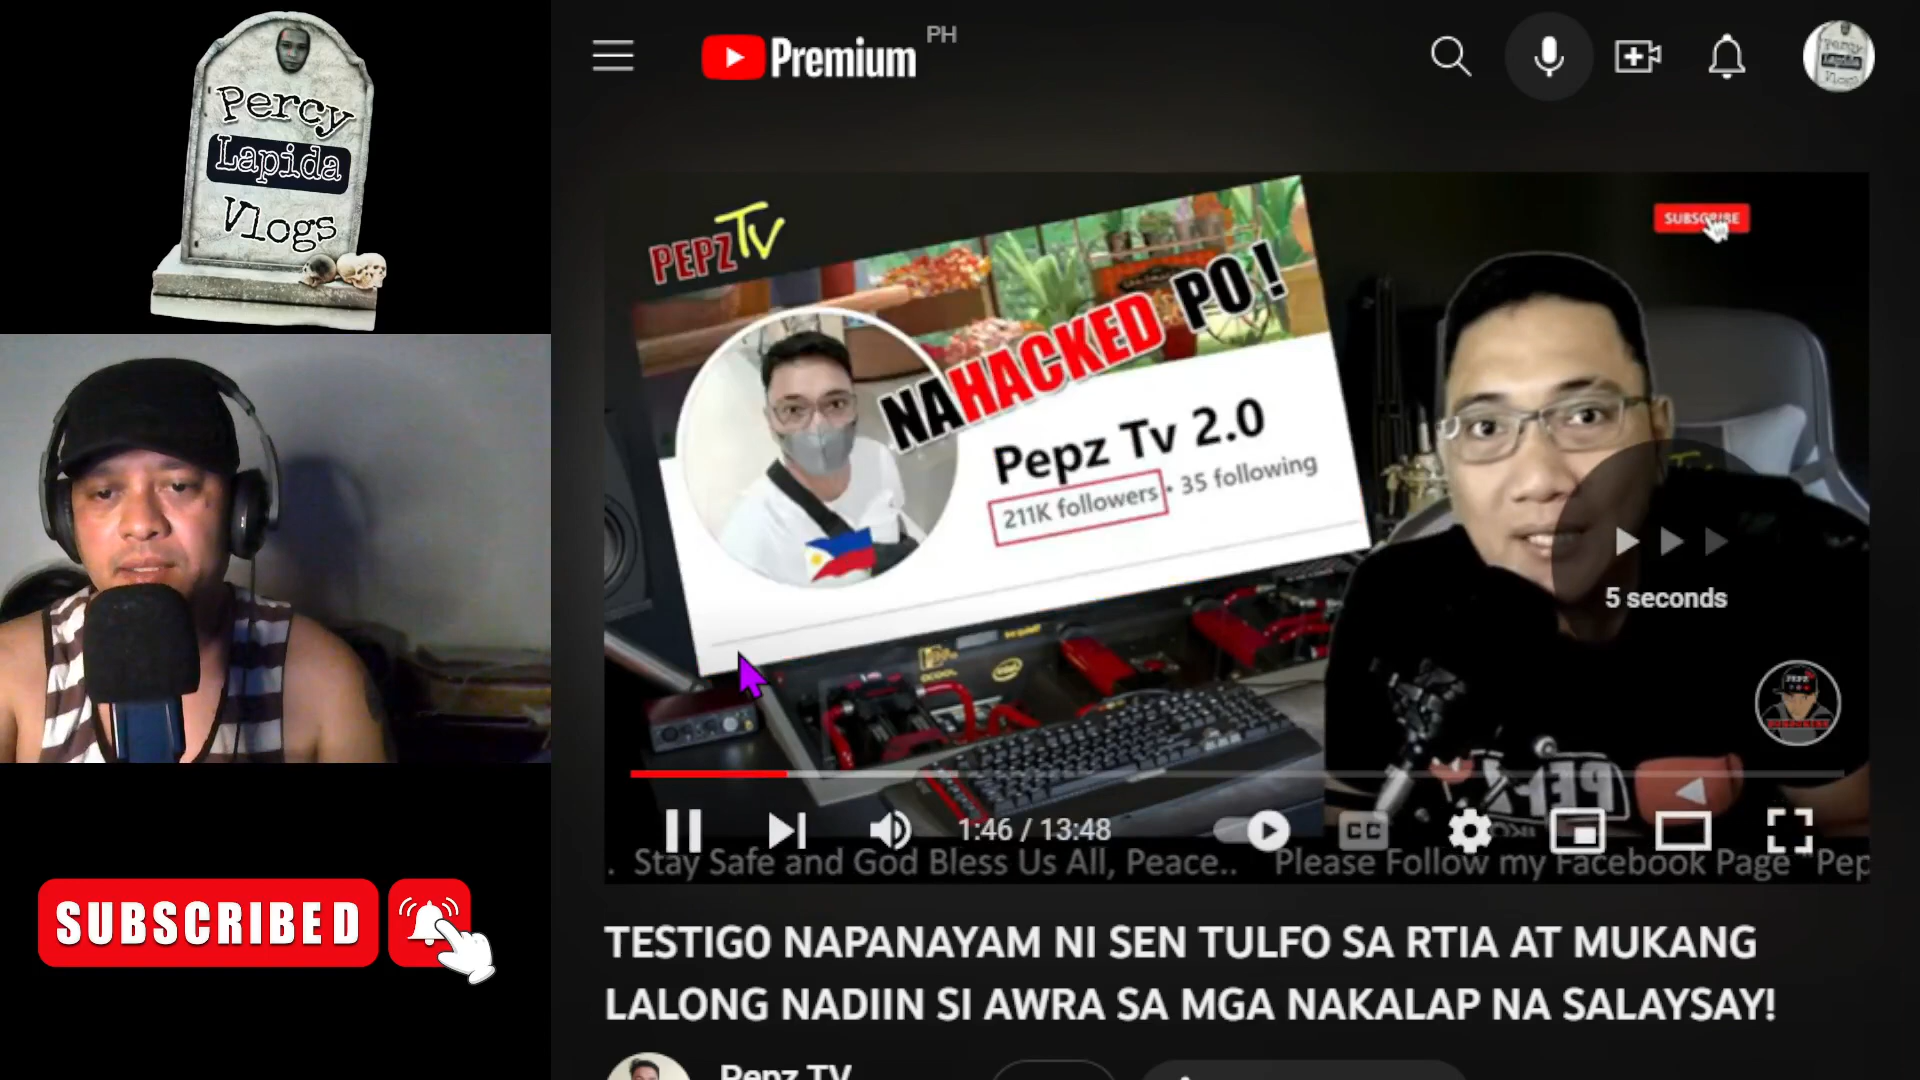 Percy
Lapida
Vlogs
SUBSCRIBED
Premium
PH
PEPZ TV
SUBSCRIBE
NAHACKED PO!
Pepz Tv 2.0
211K followers • 35 following
5 seconds
1:46 / 13:48
CC
. Stay Safe and God Bless Us All, Peace.. Please Follow my Facebook Page "Pep
TESTIGO NAPANAYAM NI SEN TULFO SA RTIA AT MUKANG
LALONG NADIIN SI AWRA SA MGA NAKALAP NA SALAYSAY!
Pepz TV